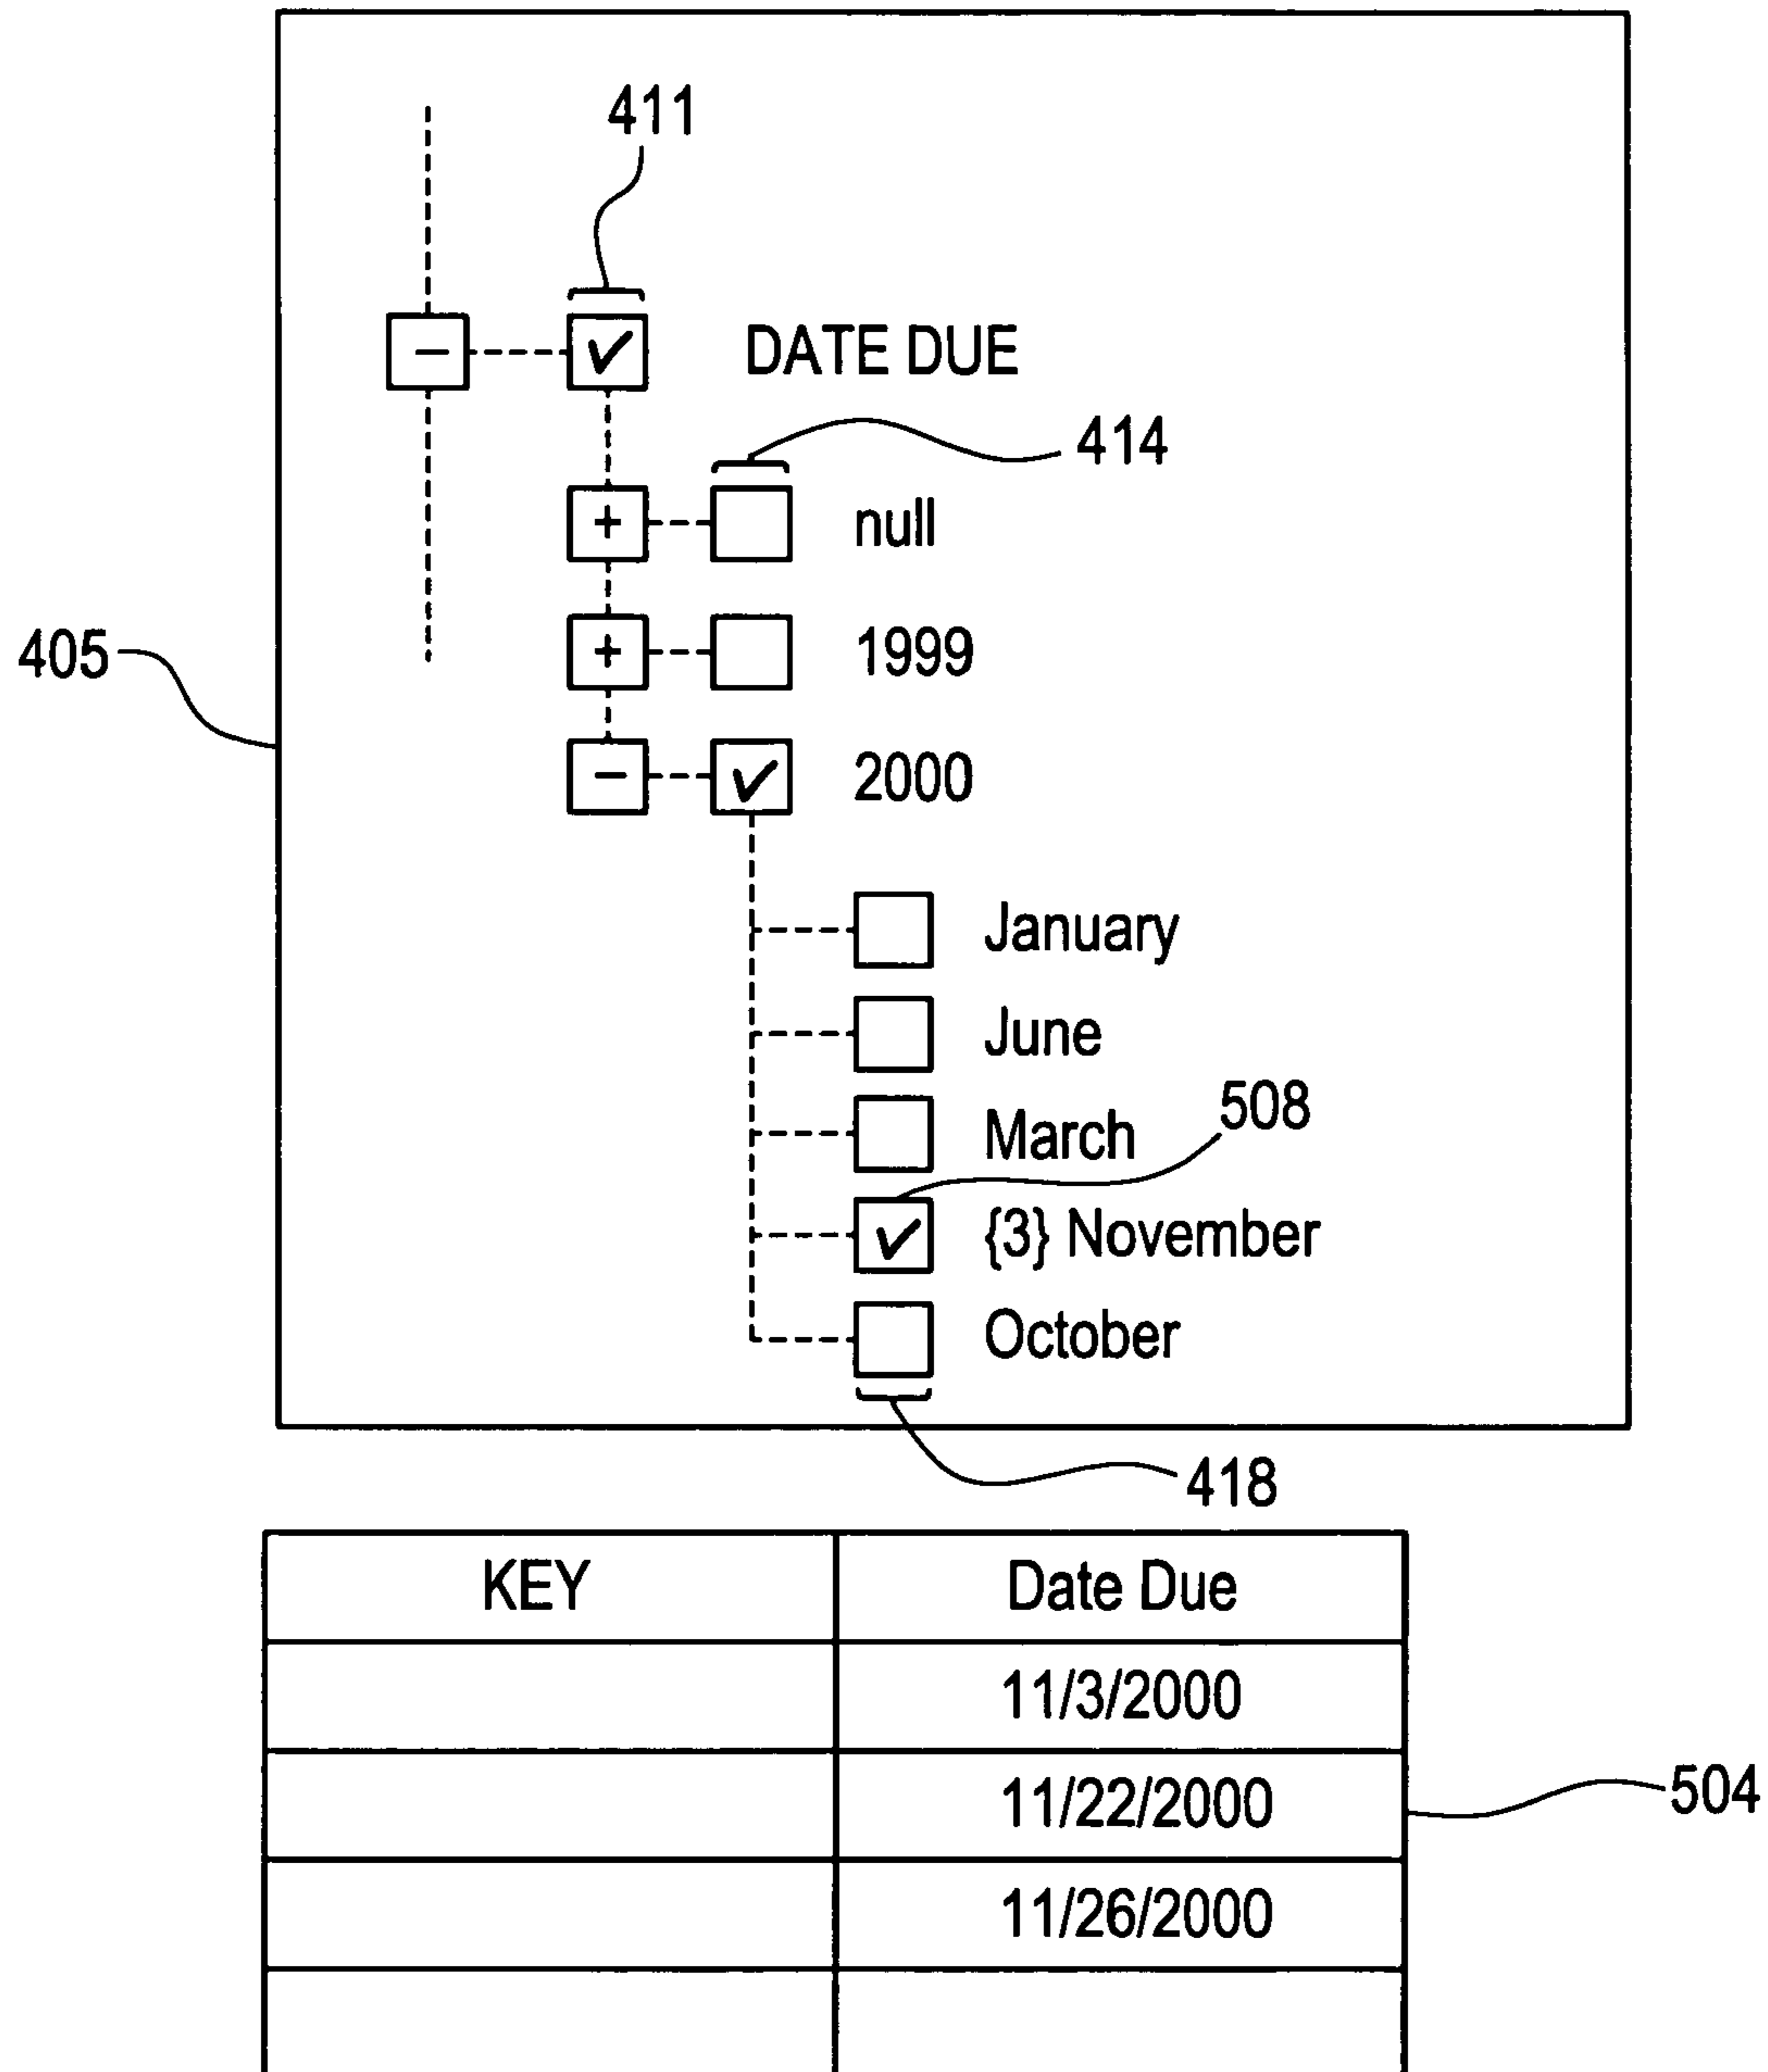 411
DATE DUE
414
null
1999
405
2000
January
June
508
March
{3} November
October
418
KEY Date Due
11/3/2000
11/22/2000
504
11/26/2000